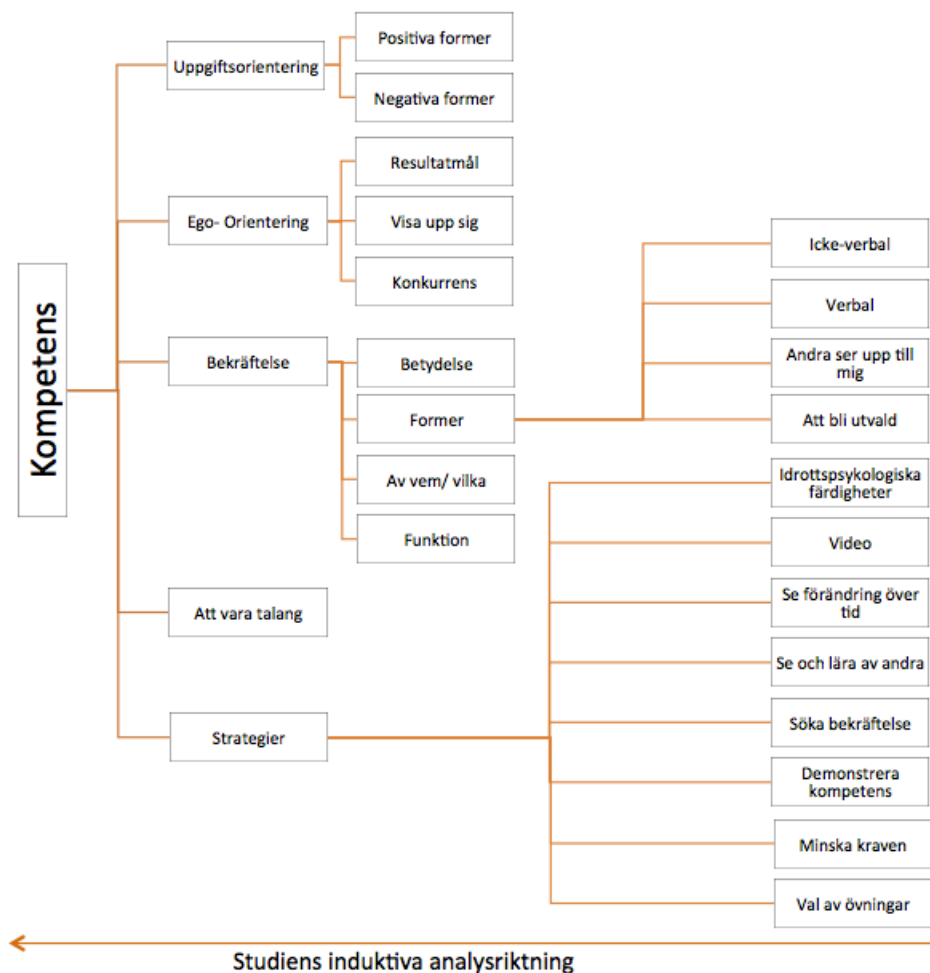 Kompetens
Uppgiftsorientering
Positiva former
Negativa former
Ego- Orientering
Resultatmål
Visa upp sig
Konkurrens
Bekräftelse
Betydelse
Former
Av vem/ vilka
Funktion
Icke-verbal
Verbal
Andra ser upp till
mig
Att bli utvald
Att vara talang
Strategier
Idrottspsykologiska
färdigheter
Video
Se förändring över
tid
Se och lära av andra
Söka bekräftelse
Demonstrera
kompetens
Minska kraven
Val av övningar
Studiens induktiva analysriktning